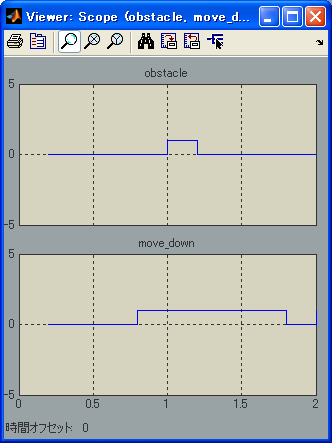 Viewer: Scope (obstacle, move_d...
obstacle
5
0
-5
move_down
5
0
-5
0 0.5 1 1.5 2
時間オフセット: 0